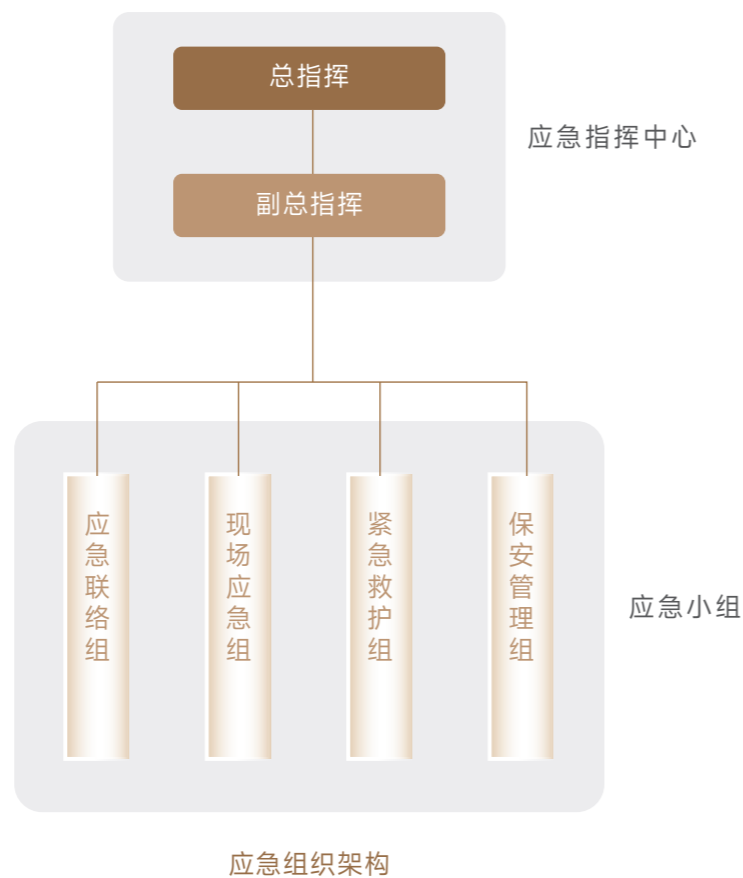 总指挥
应急指挥中心
副总指挥
应急联络组
现场应急组
紧急救护组
保安管理组
应急小组
应急组织架构